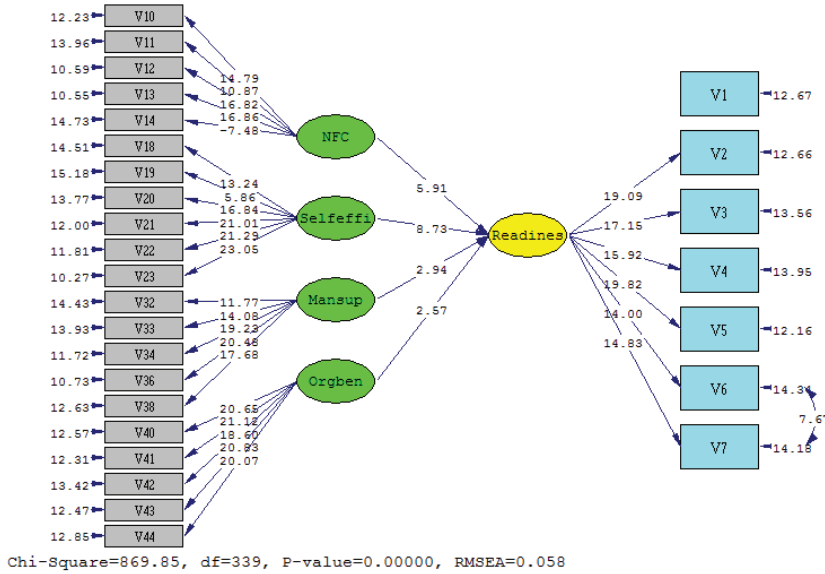 12.23 V10
13.96 V11
10.59 V12
10.55 V13
14.73 V14
14.51 V18
15.18 V19
13.77 V20
12.00 V21
11.81 V22
10.27 V23
14.43 V32
13.93 V33
11.72 V34
10.73 V36
12.63 V38
12.57 V40
12.31 V41
13.42 V42
12.47 V43
12.85 V44
14.79
10.87
16.82
16.86
-7.48
13.24
5.86
16.84
21.01
21.29
23.05
11.77
14.08
19.23
20.48
17.68
20.65
21.12
18.60
20.83
20.07
NFC
Selfeffi
Mansup
Orgben
5.91
8.73
2.94
2.57
Readines
19.09
17.15
15.92
19.82
14.00
14.83
V1 12.67
V2 12.66
V3 13.56
V4 13.95
V5 12.16
V6 14.34
V7 14.18
7.67
Chi-Square=869.85, df=339, P-value=0.00000, RMSEA=0.058